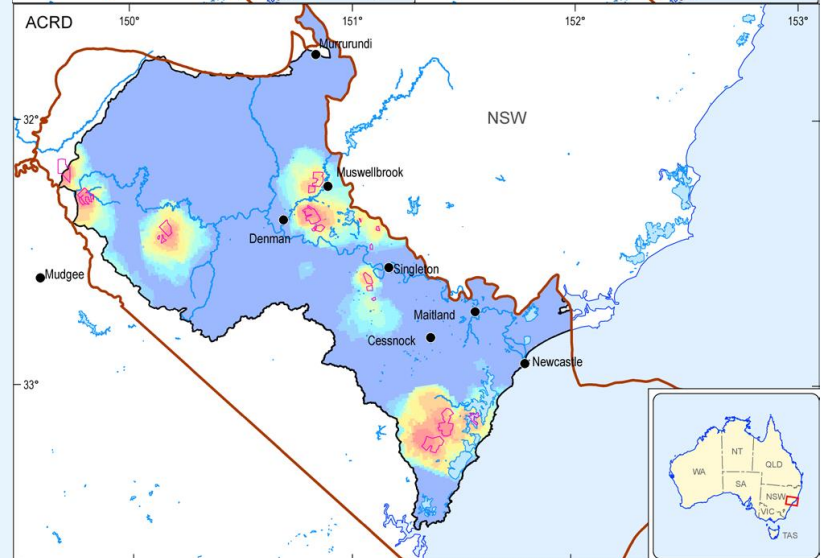 ACRD
150°
151°
152°
153°
Murrurundi
32°
NSW
Muswellbrook
Denman
Mudgee
Singleton
Maitland
Cessnock
Newcastle
33°
NT
QLD
WA
SA
NSW
VIC
TAS